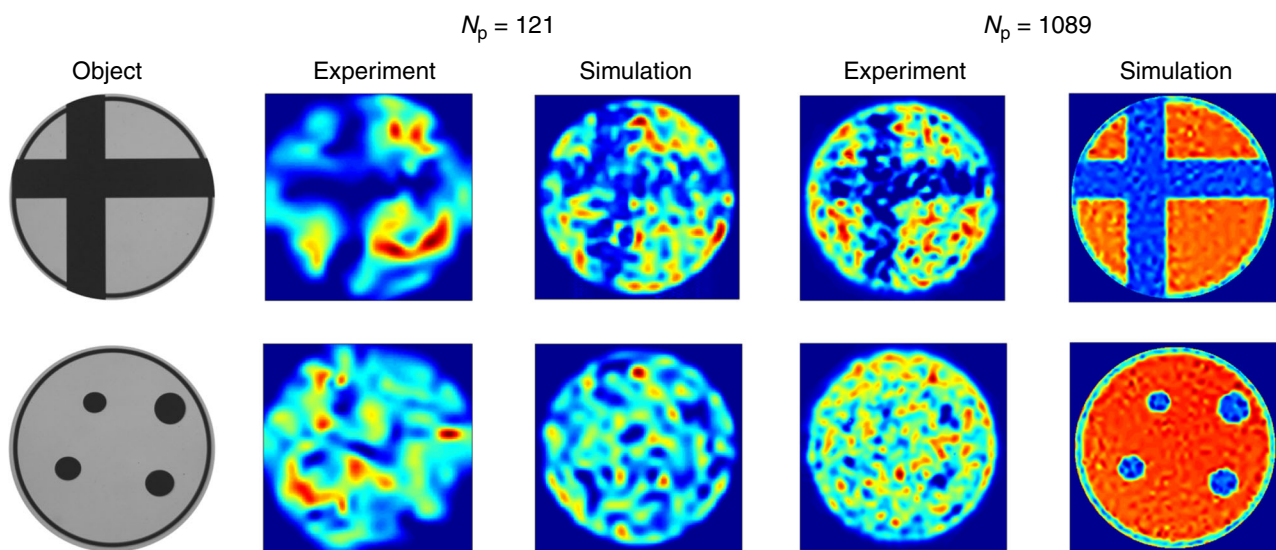 N_p = 121 N_p = 1089
Object Experiment Simulation Experiment Simulation